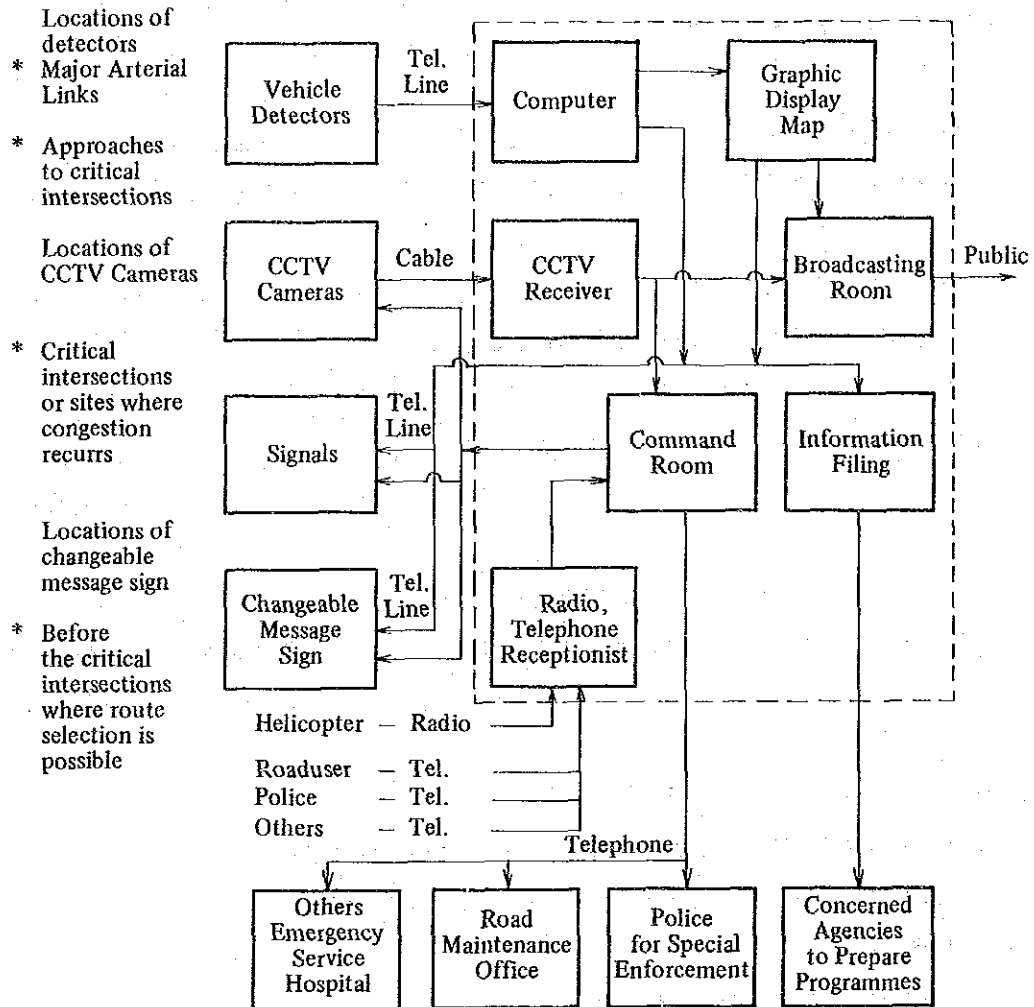 Locations of
detectors
* Major Arterial
Links
* Approaches
to critical
intersections
Locations of
CCTV Cameras
* Critical
intersections
or sites where
congestion
recurrs
Locations of
changeable
message sign
* Before
the critical
intersections
where route
selection is
possible
Vehicle
Detectors
Tel.
Line
Computer
Graphic
Display
Map
CCTV
Cameras
Cable
CCTV
Receiver
Broadcasting
Room
Public
Signals
Tel.
Line
Command
Room
Information
Filing
Changeable
Message
Sign
Tel.
Line
Radio,
Telephone
Receptionist
Helicopter – Radio
Roaduser – Tel.
Police – Tel.
Others – Tel.
Telephone
Others
Emergency
Service
Hospital
Road
Maintenance
Office
Police
for Special
Enforcement
Concerned
Agencies
to Prepare
Programmes